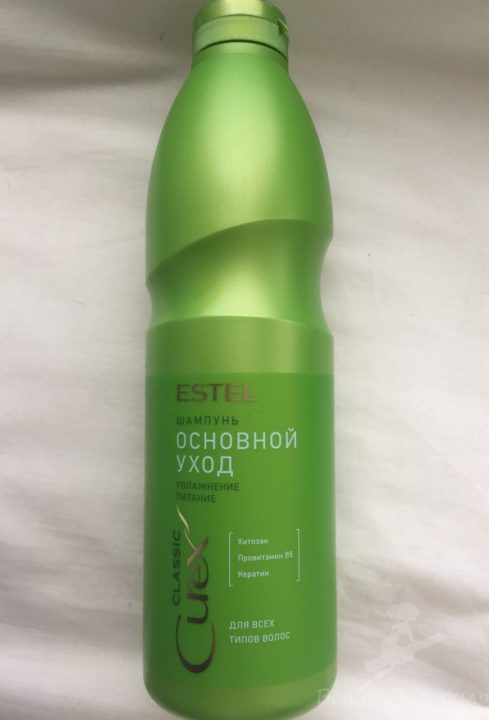 ESTEL
ШАМПУНЬ
ОСНОВНОЙ
УХОД
УВЛАЖНЕНИЕ
ПИТАНИЕ
CLASSIC
Curex
Хитозан
Провитамин B5
Кератин
ДЛЯ ВСЕХ
ТИПОВ ВОЛОС